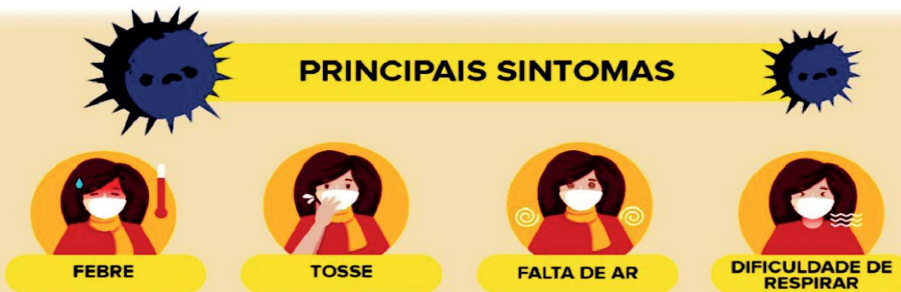 PRINCIPAIS SINTOMAS
FEBRE
TOSSE
FALTA DE AR
DIFICULDADE DE
RESPIRAR